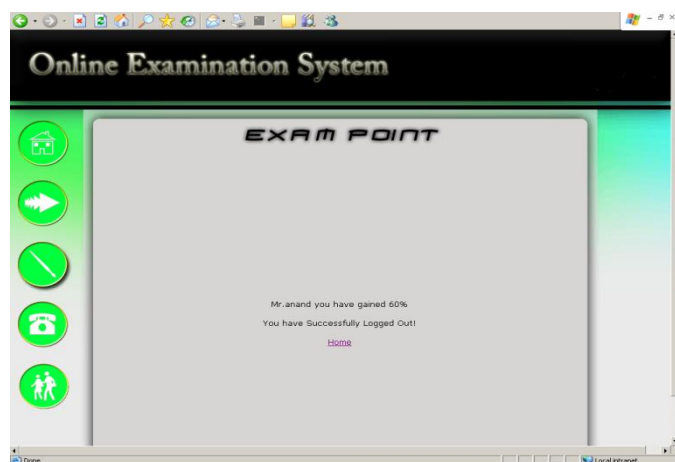 Online Examination System
EXAM POINT
Mr.anand you have gained 60%
You have Successfully Logged Out!
Home
Done
Local intranet